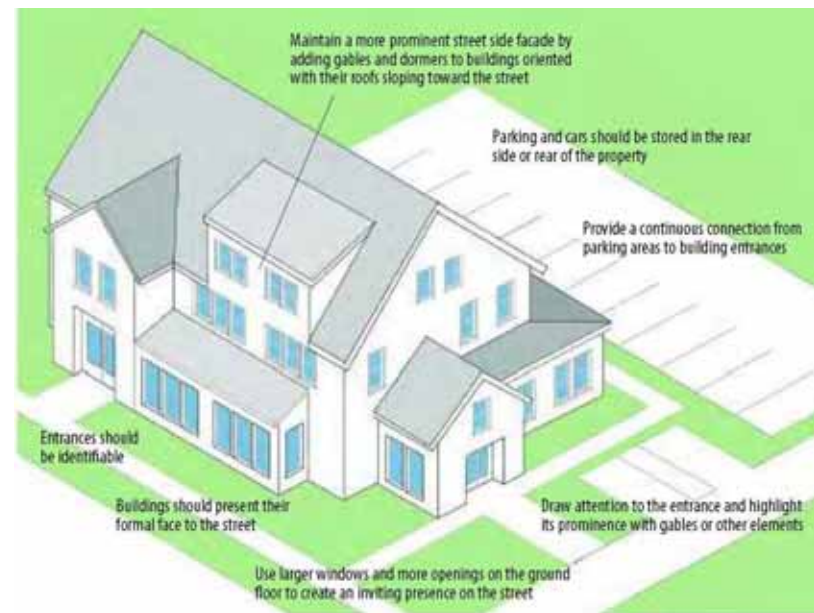 Maintain a more prominent street side facade by
adding gables and dormers to buildings oriented
with their roofs sloping toward the street
Parking and cars should be stored in the rear
side or rear of the property
Provide a continuous connection from
parking areas to building entrances
Entrances should
be identifiable
Buildings should present their
formal face to the street
Draw attention to the entrance and highlight
its prominence with gables or other elements
Use larger windows and more openings on the ground
floor to create an inviting presence on the street